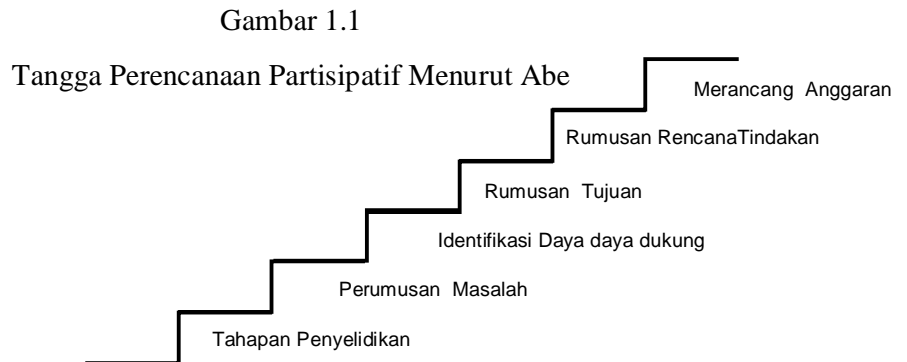 Gambar 1.1
Tangga Perencanaan Partisipatif Menurut Abe
Merancang Anggaran
Rumusan RencanaTindakan
Rumusan Tujuan
Identifikasi Daya daya dukung
Perumusan Masalah
Tahapan Penyelidikan